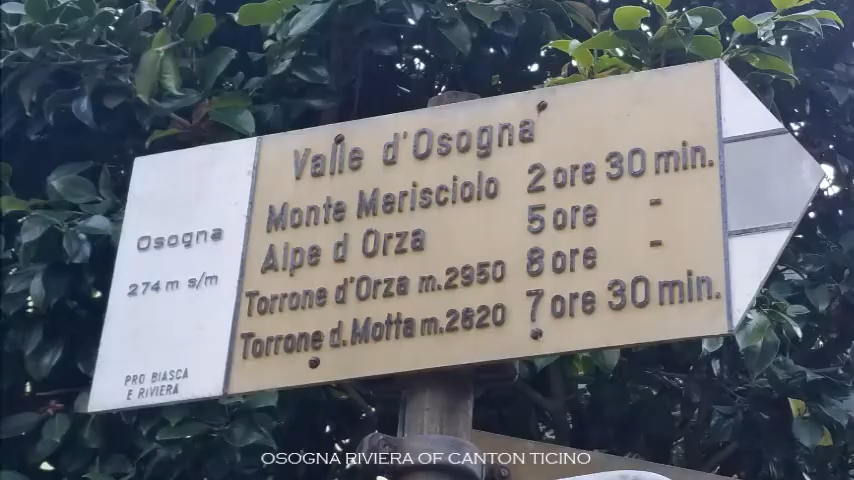 Valle d'Osogna
Osogna
274 m s/m
PRO BIASCA
E RIVIERA
Monte Merisciolo 2 ore 30 min.
Alpe d Orza 5 ore -
Torrone d'Orza m.2950 8 ore -
Torrone d. Motta m.2620 7 ore 30 min.
OSOGNA RIVIERA OF CANTON TICINO